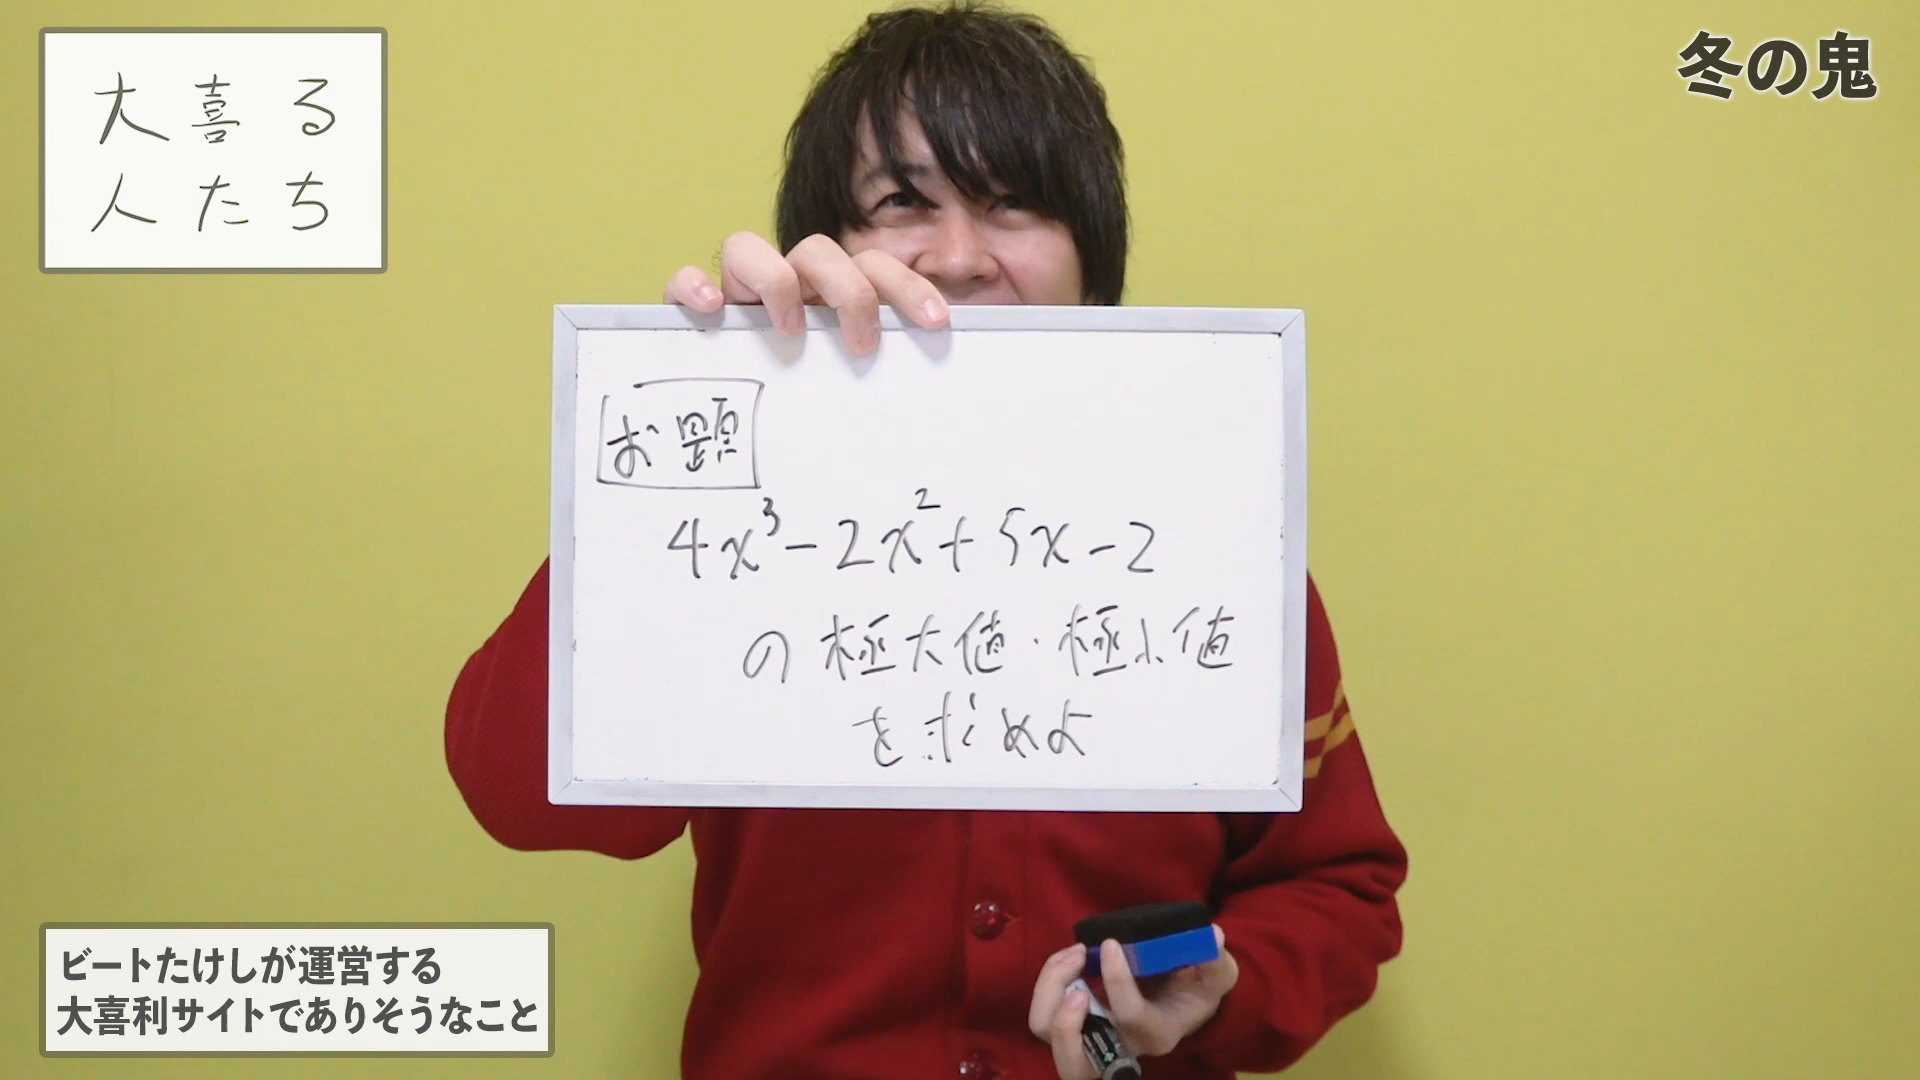 大喜る
人たち
冬の鬼
お題
4x³-2x²+5x-2
の極大値・極小値
を求めよ
ビートたけしが運営する
大喜利サイトでありそうなこと